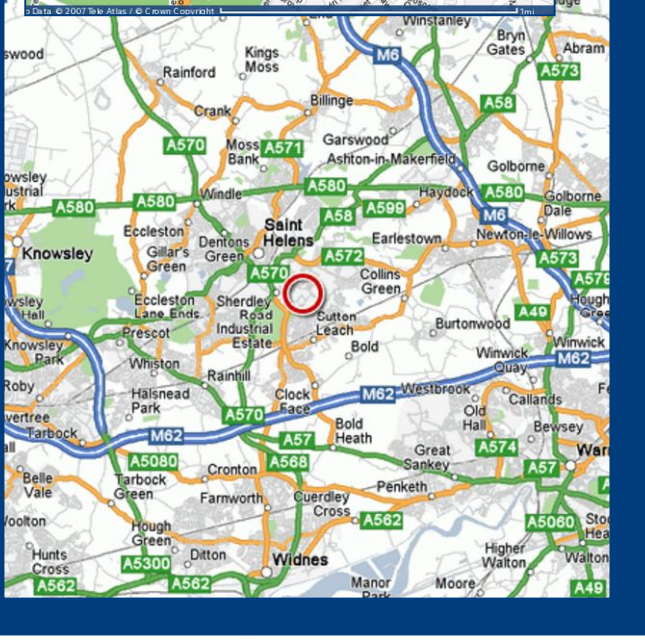 © 2007 Tele Atlas / © Crown Copyright
1mi
Winstanley
Bryn
Gates
Abram
Kings
Moss
M6
A573
Rainford
Billinge
A58
Crank
Garswood
A570
Moss
Bank
A571
Ashton-in-Makerfield
Golborne
A580
Windle
Haydock
A580
A580
A580
Golborne
Dale
A58
A599
M6
Eccleston
Saint
Helens
Dentons
Green
Earlestown
Newton-le-Willows
Knowsley
Gillar's
Green
A572
A573
A570
Collins
Green
A579
Eccleston
Lane Ends
Sherdley
Road
Industrial
Estate
A49
Hall
Sutton
Leach
Burtonwood
Prescot
Knowsley
Park
Bold
Winwick
Winwick
Quay
M62
Whiston
Rainhill
Roby
Halsnead
Park
Clock
Face
M62
Westbrook
Callands
A570
Old
Hall
Tarbock
M62
A57
Bold
Heath
Bewsey
A574
A5080
A568
Great
Sankey
A57
Belle
Vale
Cronton
Tarbock
Green
Penketh
Farnworth
Cuerdley
Cross
A562
A5060
Hough
Green
Hunts
Cross
Ditton
Higher
Walton
Walton
A5300
Widnes
A562
A562
Manor
Park
Moore
A49